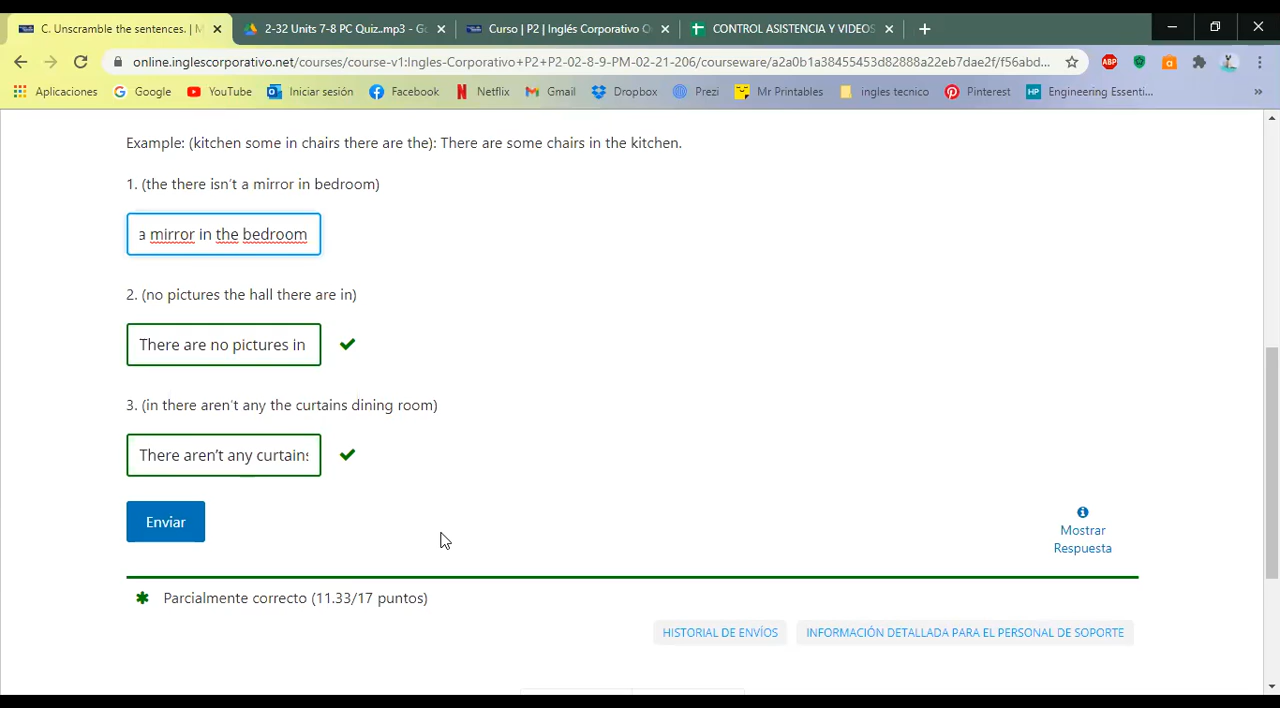 C. Unscramble the sentences. | M
2-32 Units 7-8 PC Quiz..mp3 - Go
Curso | P2 | Inglés Corporativo O
CONTROL ASISTENCIA Y VIDEOS
online.inglescorporativo.net/courses/course-v1:Ingles-Corporativo+P2+P2-02-8-9-PM-02-21-206/courseware/a2a0b1a38455453d82888a22eb7dae2f/f56abd...
ABP
Aplicaciones Google YouTube Iniciar sesión Facebook Netflix Gmail Dropbox Prezi Mr Printables ingles tecnico Pinterest HP Engineering Essenti... »
Example: (kitchen some in chairs there are the): There are some chairs in the kitchen.
1. (the there isn't a mirror in bedroom)
a mirror in the bedroom
2. (no pictures the hall there are in)
There are no pictures in
3. (in there aren't any the curtains dining room)
There aren't any curtains
Enviar
Mostrar
Respuesta
Parcialmente correcto (11.33/17 puntos)
HISTORIAL DE ENVÍOS INFORMACIÓN DETALLADA PARA EL PERSONAL DE SOPORTE